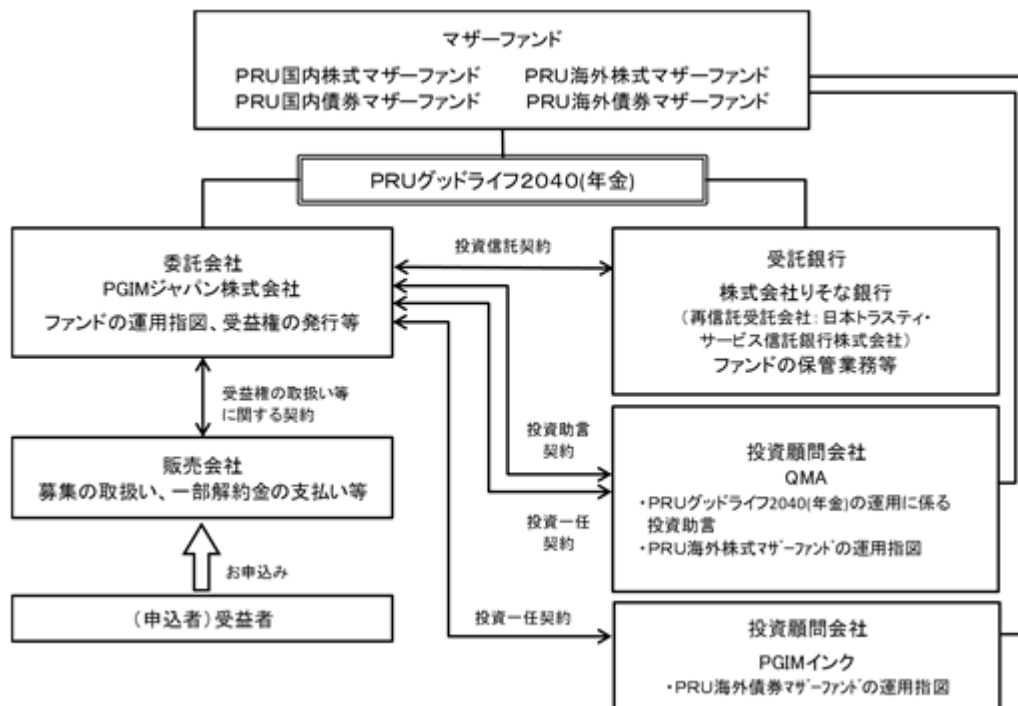 マザーファンド
PRU国内株式マザーファンド PRU海外株式マザーファンド
PRU国内債券マザーファンド PRU海外債券マザーファンド
PRUグッドライフ2040(年金)
委託会社
PGIMジャパン株式会社
ファンドの運用指図、受益権の発行等
投資信託契約
受託銀行
株式会社りそな銀行
(再信託受託会社:日本トラスティ・
サービス信託銀行株式会社)
ファンドの保管業務等
受益権の取扱い等
に関する契約
販売会社
募集の取扱い、一部解約金の支払い等
投資助言
契約
投資顧問会社
QMA
・PRUグッドライフ2040(年金)の運用に係る
投資助言
・PRU海外株式マザーファンドの運用指図
投資一任
契約
お申込み
(申込者)受益者
投資一任契約
投資顧問会社
PGIMインク
・PRU海外債券マザーファンドの運用指図